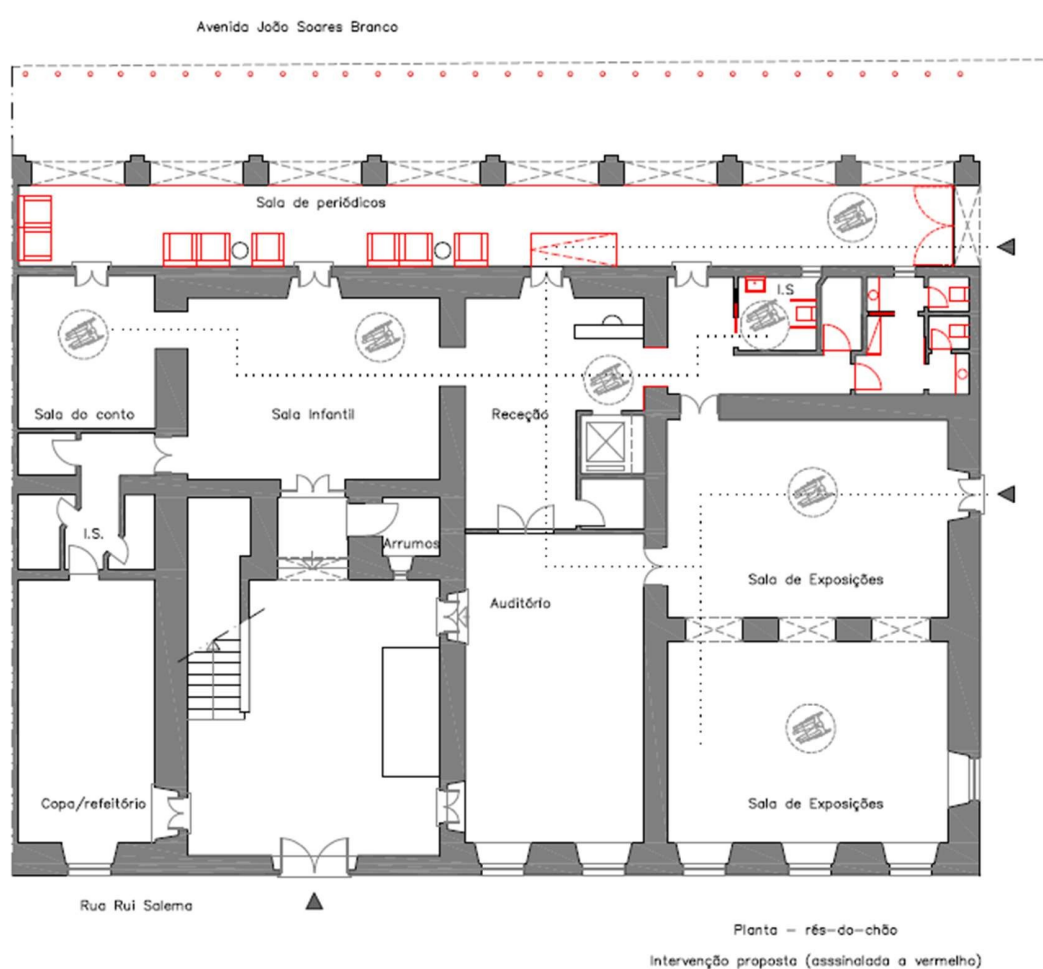 Avenida João Soares Branco
Sala de periódicos
I.S
Sala do conto
Sala Infantil
Receção
I.S.
Arrumos
Auditório
Sala de Exposições
Copa/refeitório
Sala de Exposições
Rua Rui Salema
Planta – rés-do-chão
Intervenção proposta (asssinalada a vermelho)